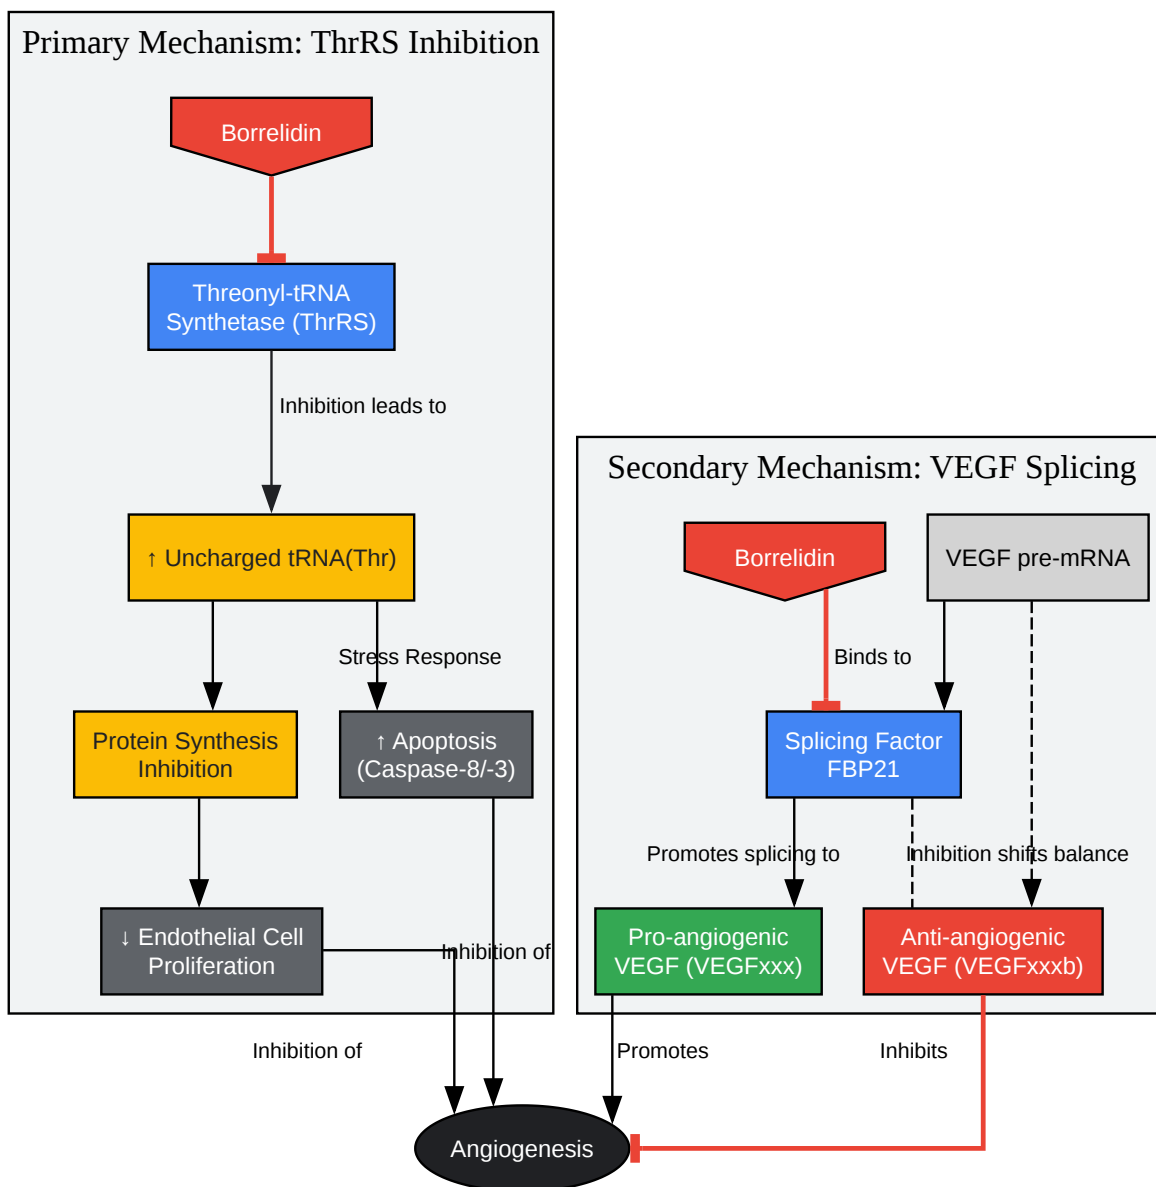 Primary Mechanism: ThrRS Inhibition
Borrelidin
Threonyl-tRNA
Synthetase (ThrRS)
Inhibition leads to
↑ Uncharged tRNA(Thr)
Stress Response
Protein Synthesis
Inhibition
↑ Apoptosis
(Caspase-8/-3)
↓ Endothelial Cell
Proliferation
Inhibition of
Inhibition of
Secondary Mechanism: VEGF Splicing
Borrelidin
VEGF pre-mRNA
Binds to
Splicing Factor
FBP21
Promotes splicing to
Inhibition shifts balance
Pro-angiogenic
VEGF (VEGFxxx)
Anti-angiogenic
VEGF (VEGFxxxb)
Promotes
Inhibits
Angiogenesis